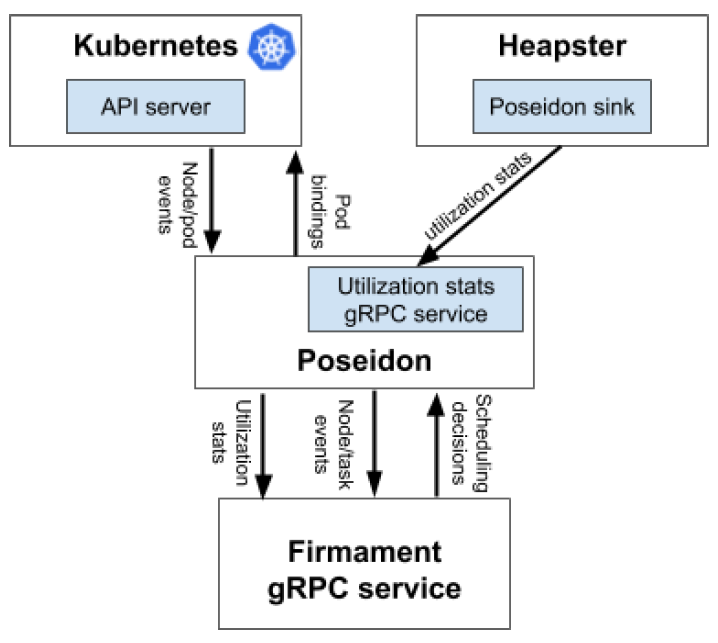 Kubernetes
API server
Heapster
Poseidon sink
Node/pod
events
Pod
bindings
utilization stats
Utilization stats
gRPC service
Poseidon
Utilization
stats
Node/task
events
Scheduling
decisions
Firmament
gRPC service